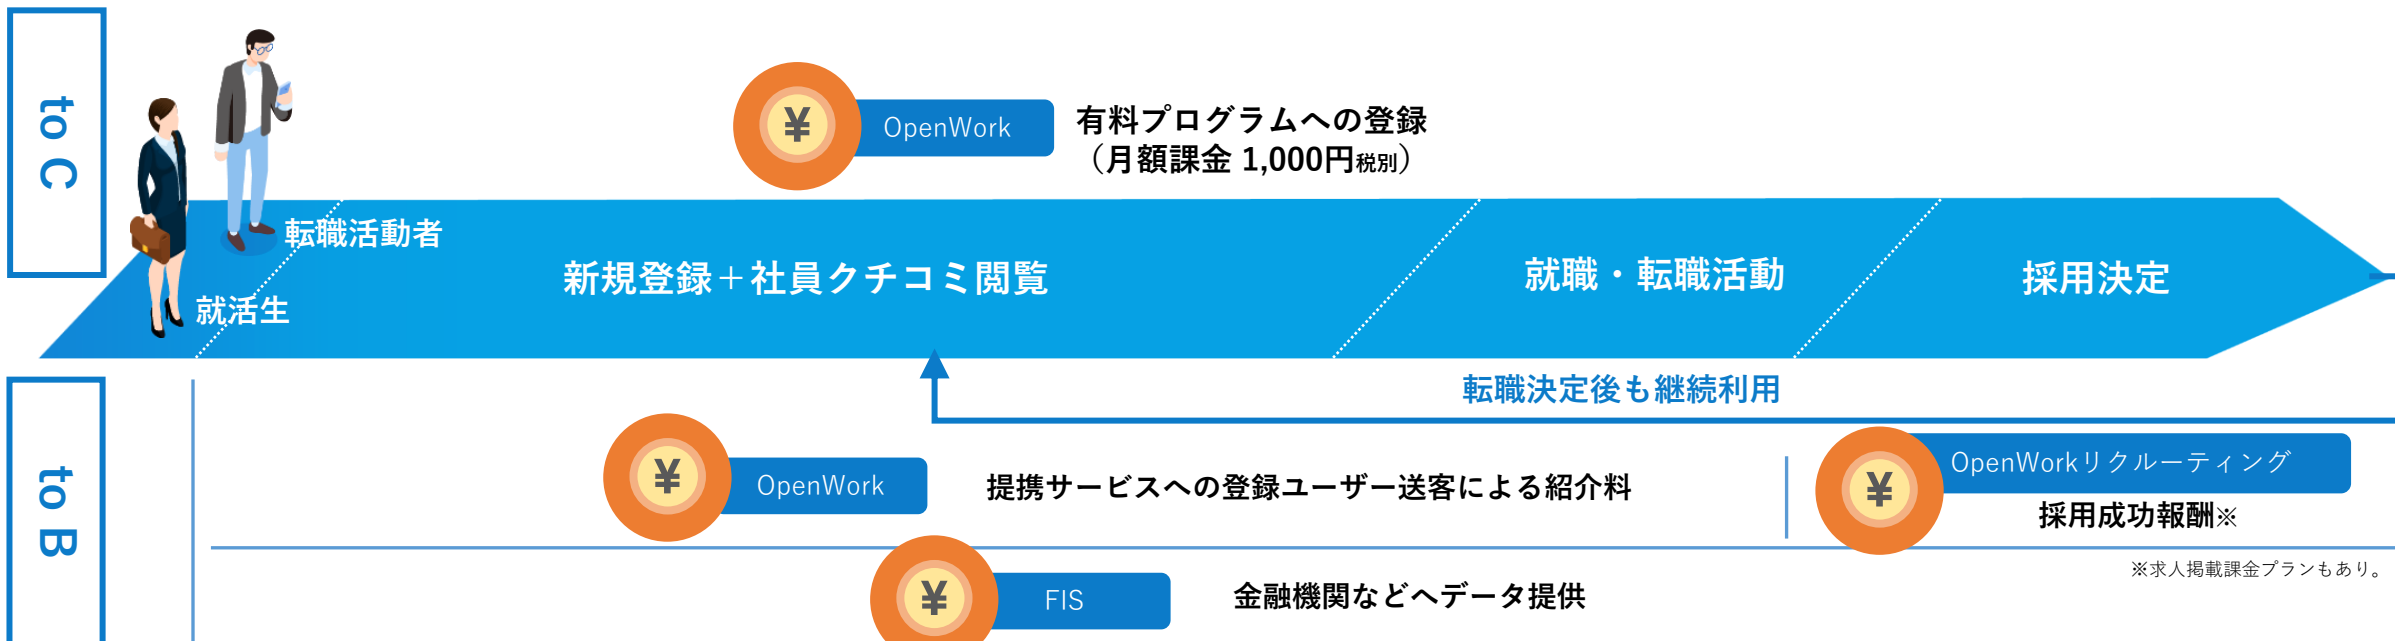 to C
¥
OpenWork
有料プログラムへの登録
（月額課金 1,000円税別）
転職活動者
就活生
新規登録＋社員クチコミ閲覧
就職・転職活動
採用決定
転職決定後も継続利用
to B
¥
OpenWork
提携サービスへの登録ユーザー送客による紹介料
¥
OpenWorkリクルーティング
採用成功報酬※
※求人掲載課金プランもあり。
¥
FIS
金融機関などへデータ提供